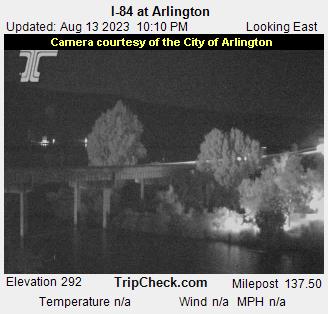 I-84 at Arlington
Updated: Aug 13 2023 10:10 PM Looking East
Camera courtesy of the City of Arlington
Elevation 292 TripCheck.com Milepost 137.50
Temperature n/a Wind n/a MPH n/a